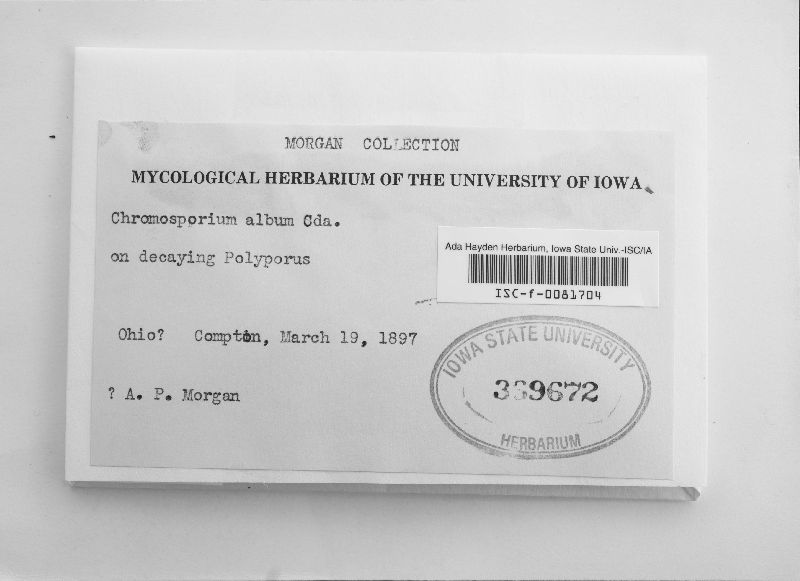 MORGAN COLLECTION
MYCOLOGICAL HERBARIUM OF THE UNIVERSITY OF IOWA
Chromosporium album Cda.
on decaying Polyporus
Ada Hayden Herbarium, Iowa State Univ.-ISC/IA
ISC-f-0081704
Ohio? Compton, March 19, 1897
? A. P. Morgan
IOWA STATE UNIVERSITY
339672
HERBARIUM